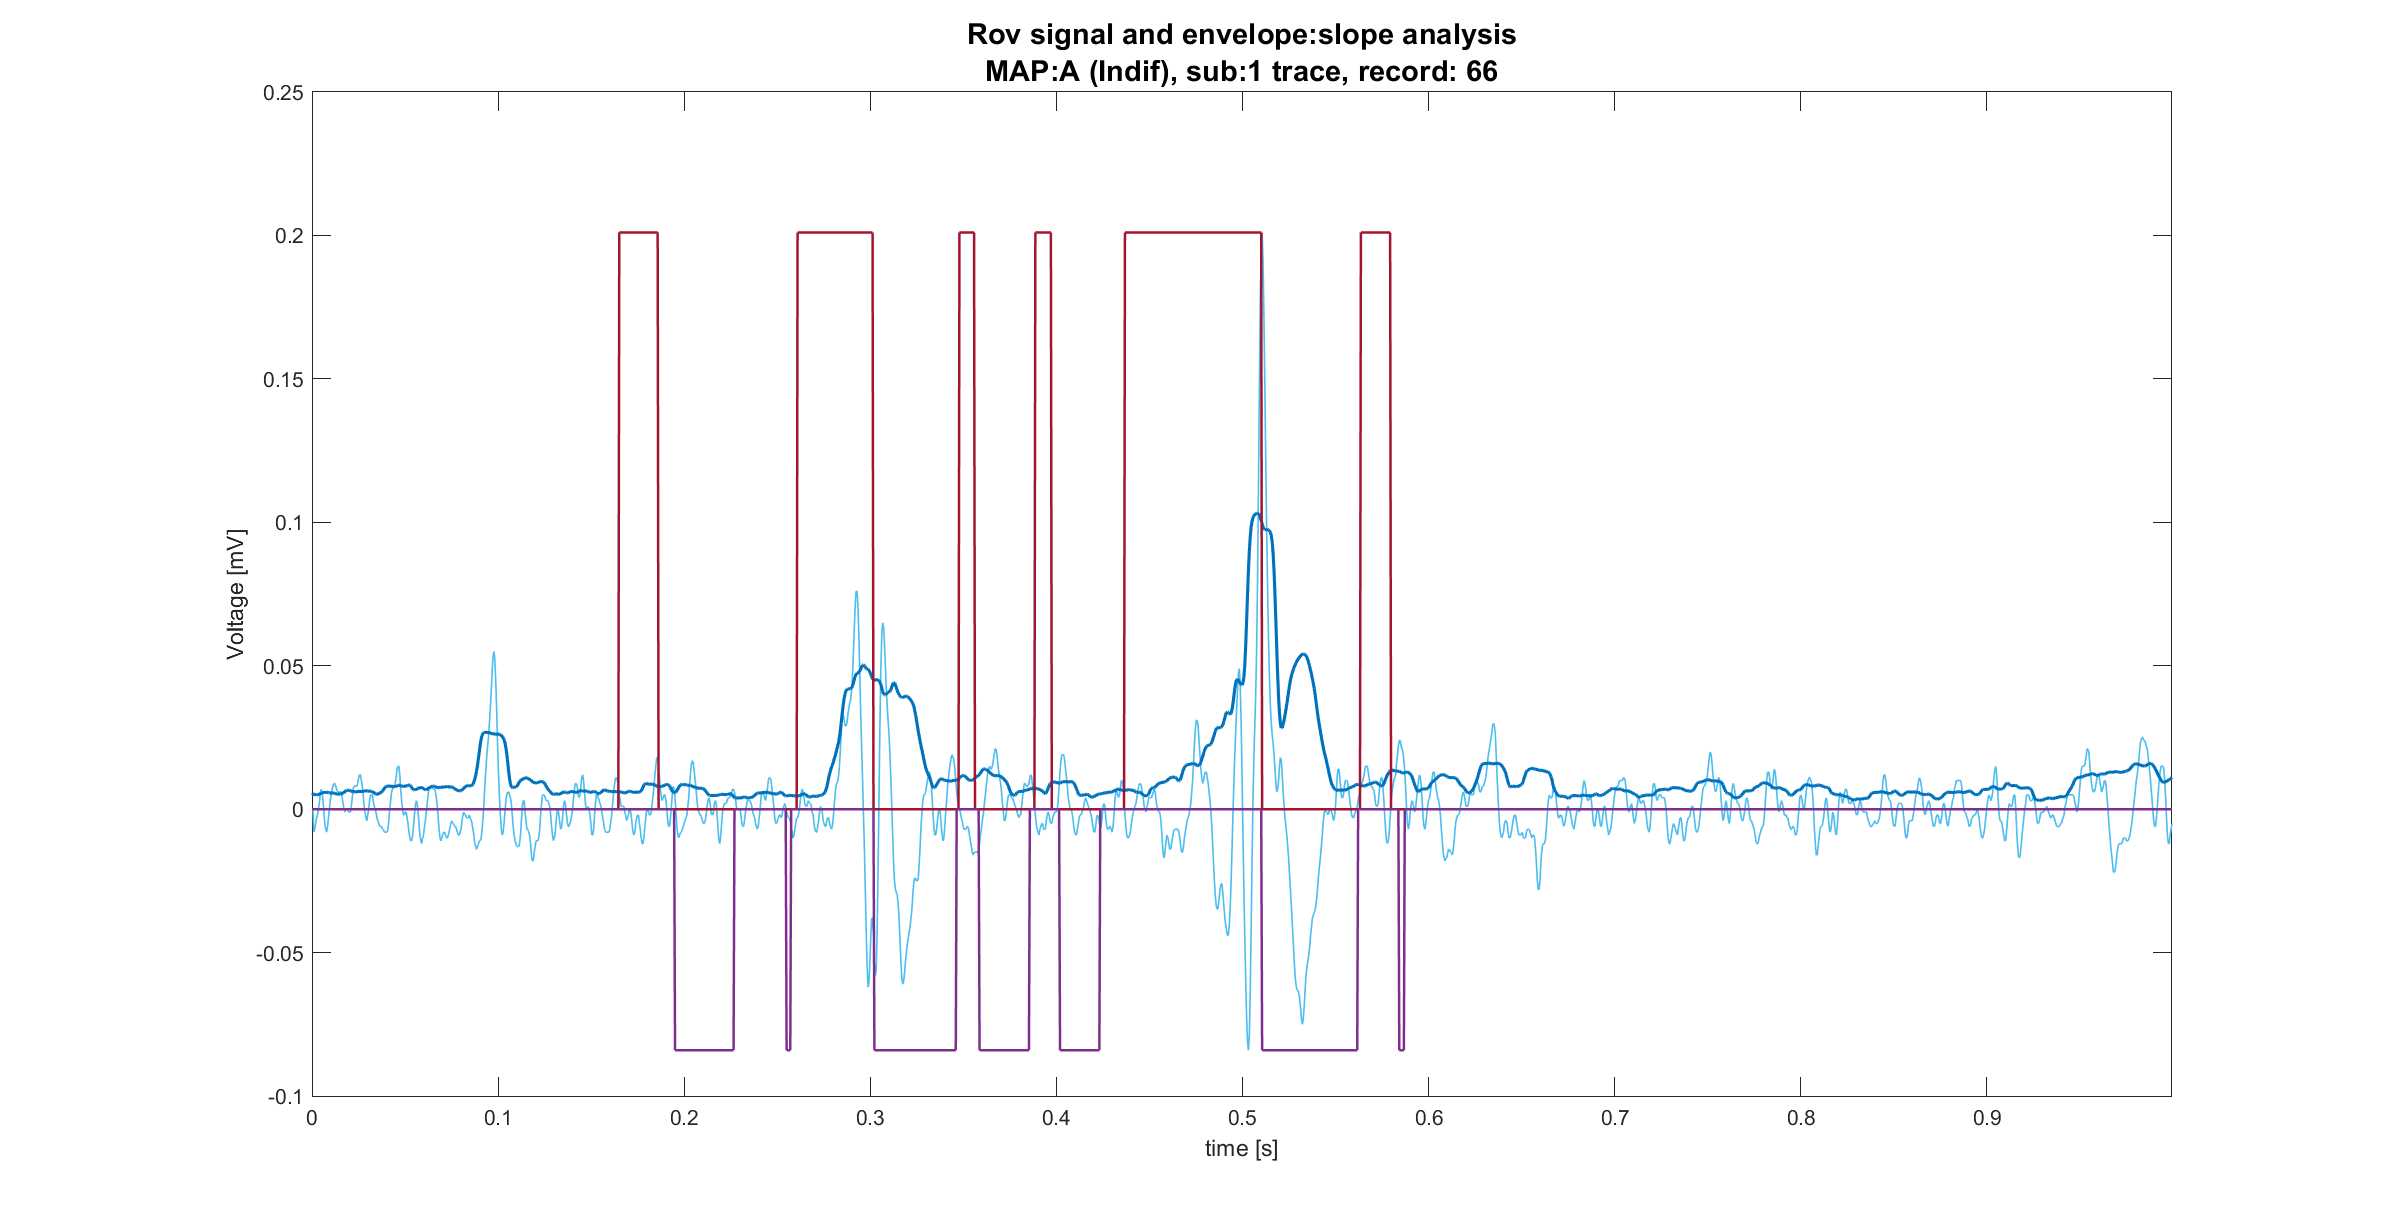 Rov signal and envelope:slope analysis
MAP:A (Indif), sub:1 trace, record: 66
0.25
0.2
0.15
0.1
0.05
0
-0.05
-0.1
Voltage [mV]
0 0.1 0.2 0.3 0.4 0.5 0.6 0.7 0.8 0.9
time [s]